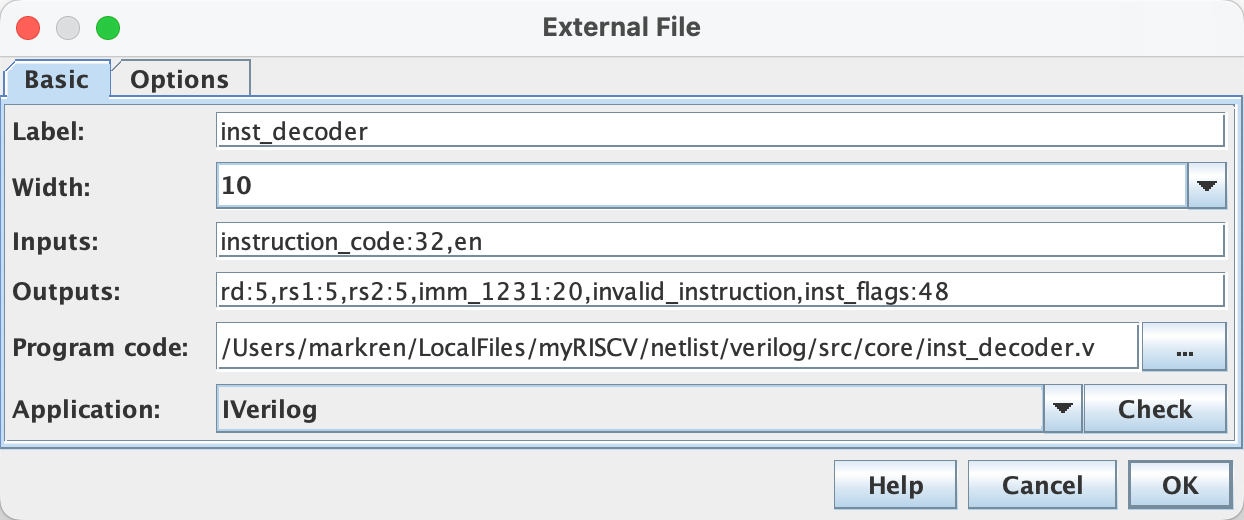 External File
Basic Options
Label: inst_decoder
Width: 10
Inputs: instruction_code:32,en
Outputs: rd:5,rs1:5,rs2:5,imm_1231:20,invalid_instruction,inst_flags:48
Program code: /Users/markren/LocalFiles/myRISCV/netlist/verilog/src/core/inst_decoder.v ...
Application: IVerilog Check
Help Cancel OK